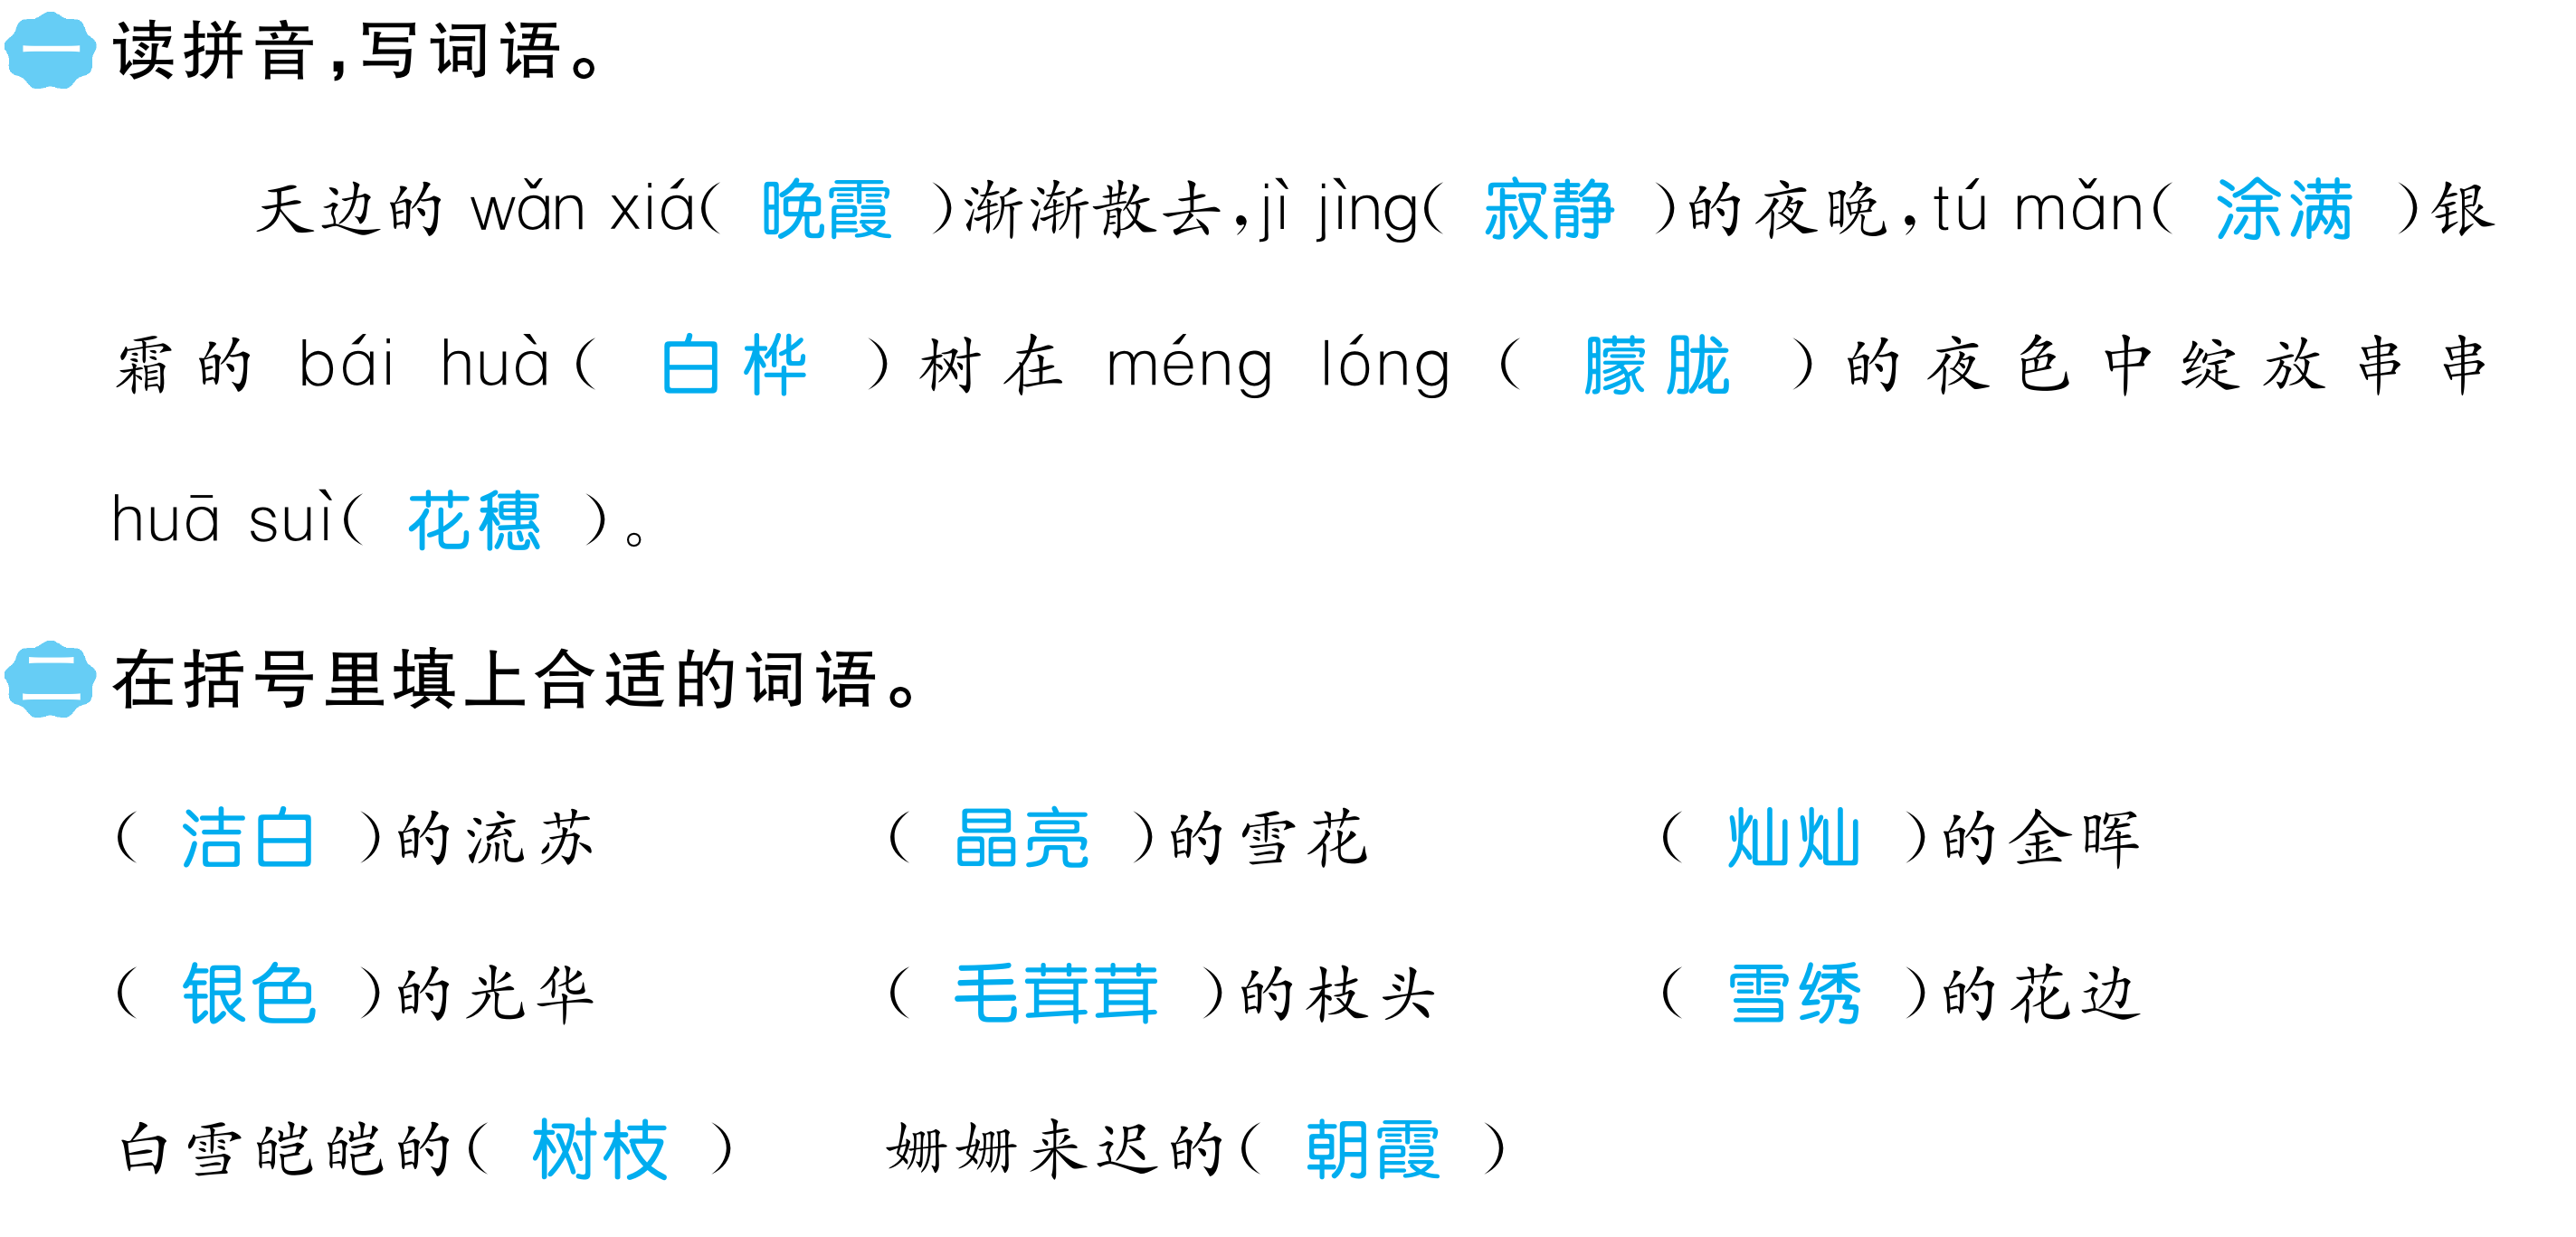 一 读拼音,写词语。
天边的 wǎn xiá( 晚霞 )渐渐散去,jì jìng( 寂静 )的夜晚,tú mǎn( 涂满 )银
霜的 bái huà( 白桦 )树在 méng lóng ( 朦胧 )的夜色中绽放串串
huā suì( 花穗 )。
二 在括号里填上合适的词语。
( 洁白 )的流苏 ( 晶亮 )的雪花 ( 灿灿 )的金晖
( 银色 )的光华 ( 毛茸茸 )的枝头 ( 雪绣 )的花边
白雪皑皑的( 树枝 ) 姗姗来迟的( 朝霞 )